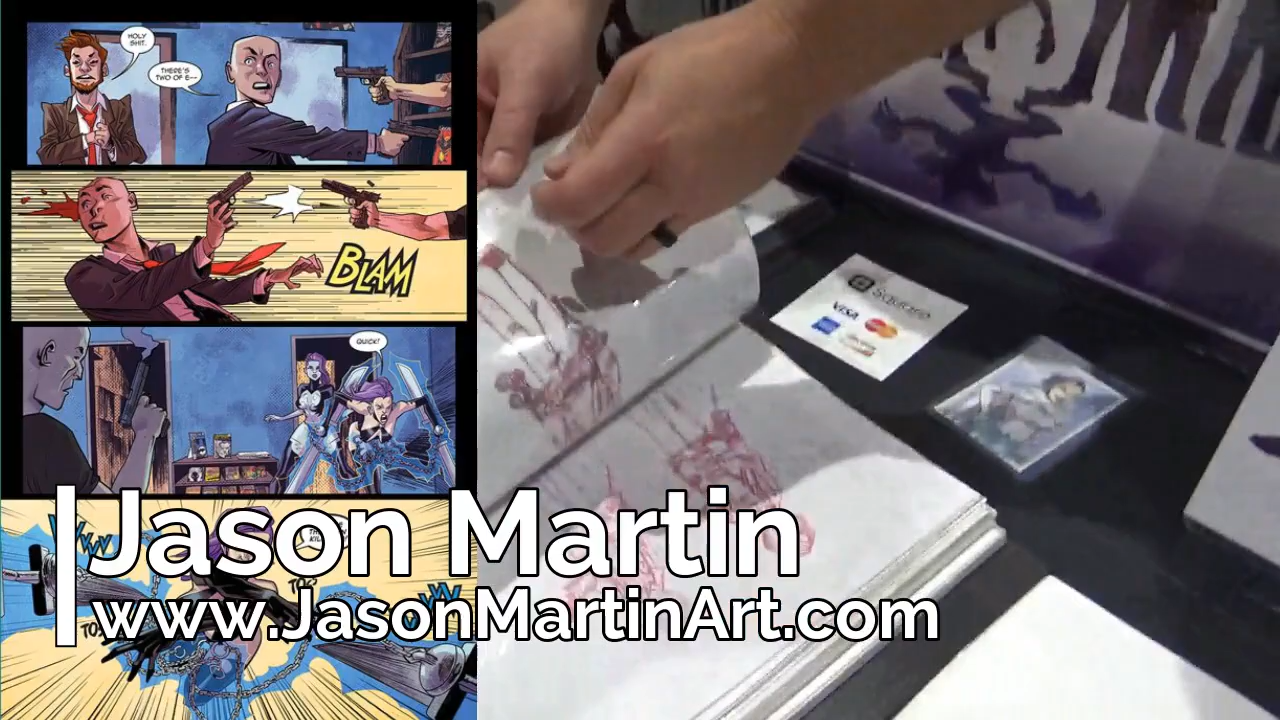 HOLY
SHIT.
THERE'S
TWO OF E—
BLAM
QUICK!
Square
VISA
Jason Martin
www.JasonMartinArt.com